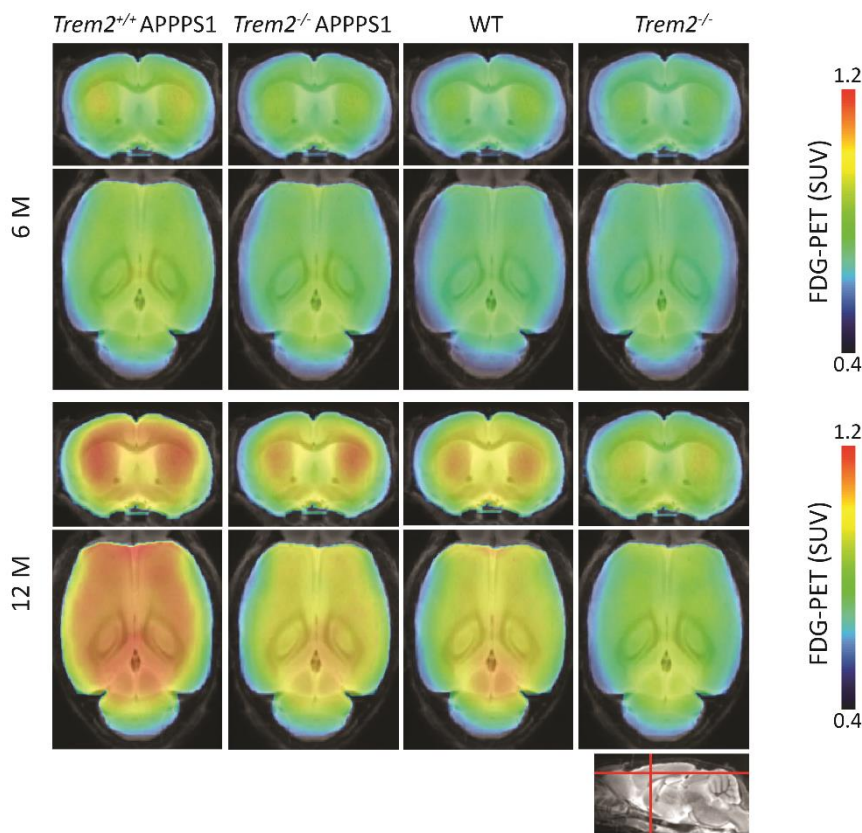 Trem2+/+ APPPS1 Trem2-/- APPPS1 WT Trem2-/-
6 M
1.2
FDG-PET (SUV)
0.4
12 M
1.2
FDG-PET (SUV)
0.4